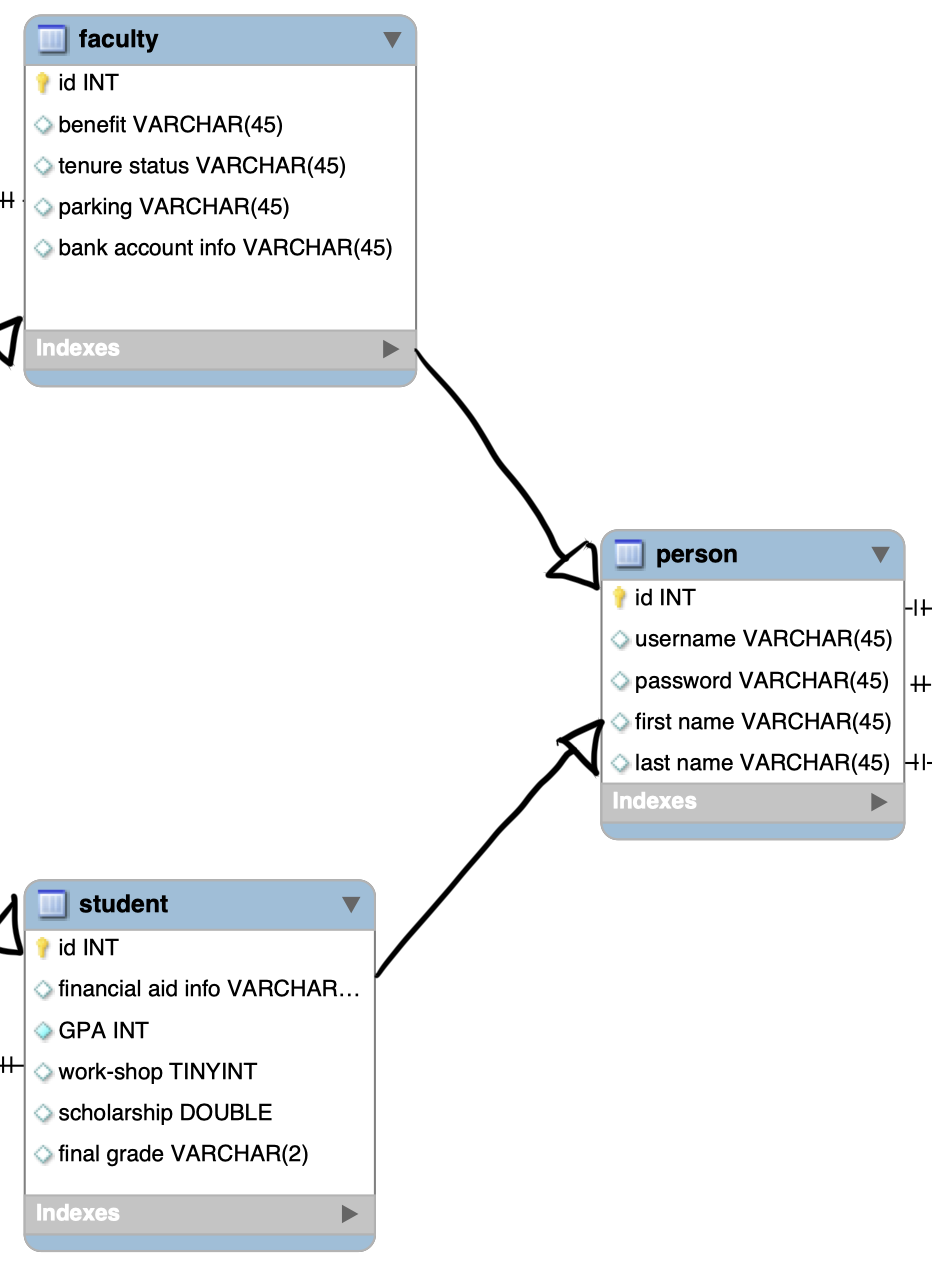 faculty
id INT
benefit VARCHAR(45)
tenure status VARCHAR(45)
parking VARCHAR(45)
bank account info VARCHAR(45)
Indexes
person
id INT
username VARCHAR(45)
password VARCHAR(45)
first name VARCHAR(45)
last name VARCHAR(45)
Indexes
student
id INT
financial aid info VARCHAR...
GPA INT
work-shop TINYINT
scholarship DOUBLE
final grade VARCHAR(2)
Indexes